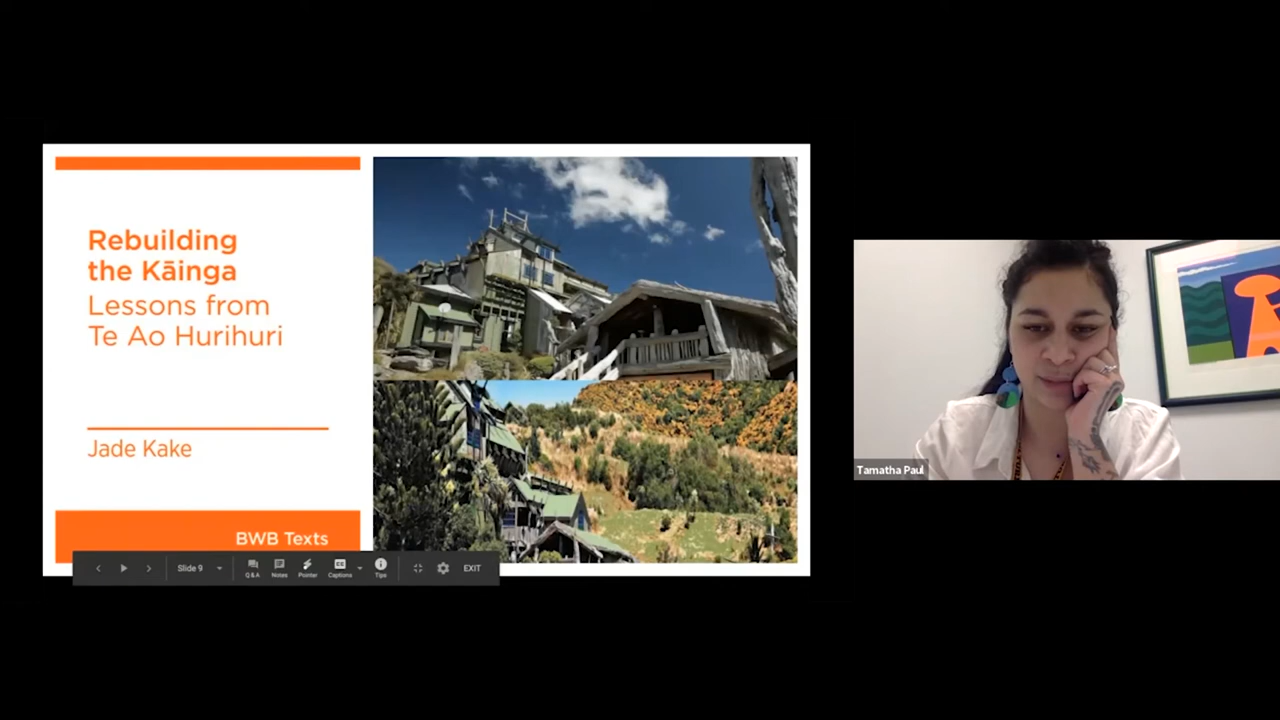 Rebuilding
the Kāinga
Lessons from
Te Ao Hurihuri
Jade Kake
BWB Texts
Slide 9
Q & A
Notes
Pointer
Captions
Tips
EXIT
Tamatha Paul